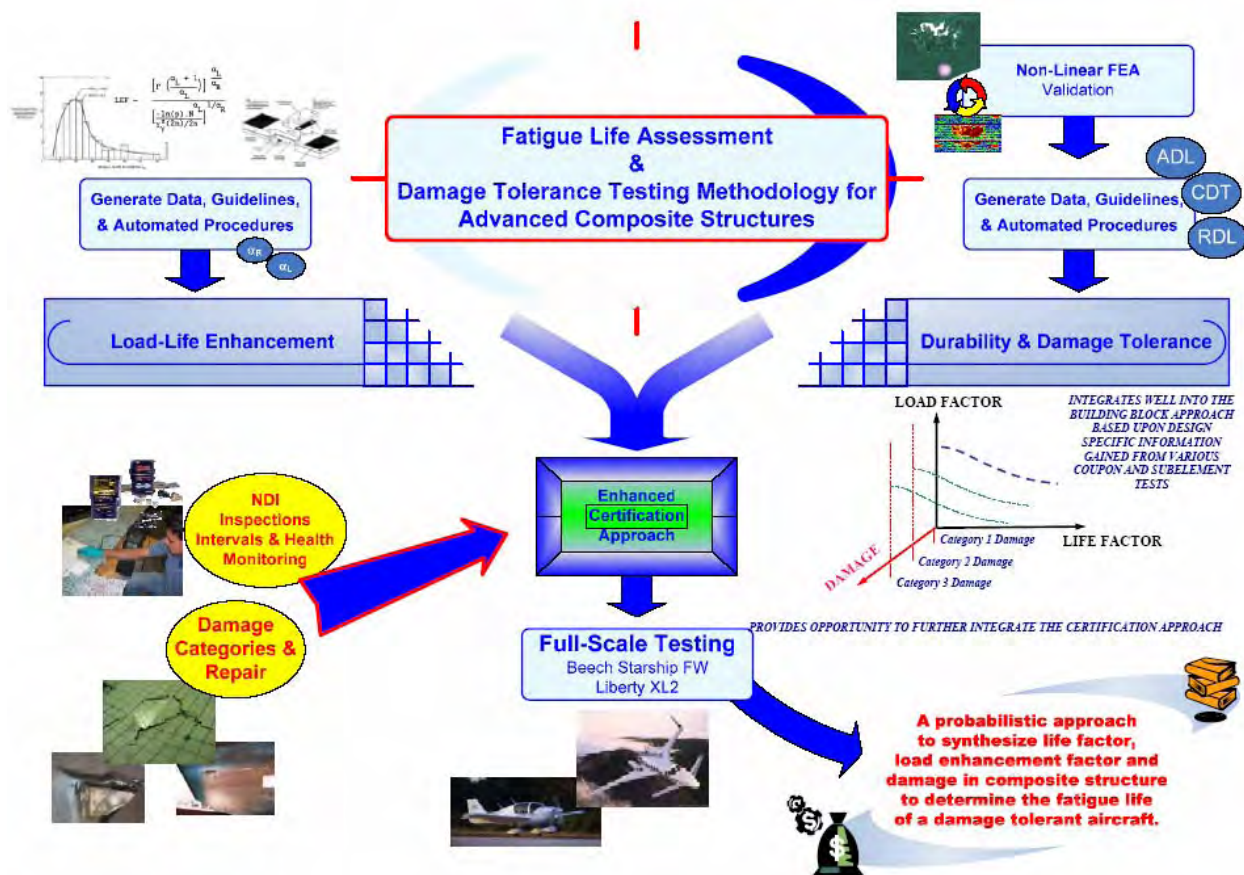 Fatigue Life Assessment
&
Damage Tolerance Testing Methodology for
Advanced Composite Structures
LEF -
Generate Data, Guidelines,
& Automated Procedures
αR
αL
Load-Life Enhancement
Non-Linear FEA
Validation
ADL
CDT
RDL
Generate Data, Guidelines,
& Automated Procedures
Durability & Damage Tolerance
INTEGRATES WELL INTO THE
BUILDING BLOCK APPROACH
BASED UPON DESIGN
SPECIFIC INFORMATION
GAINED FROM VARIOUS
COUPON AND SUBELEMENT
TESTS
LOAD FACTOR
LIFE FACTOR
DAMAGE
Category 1 Damage
Category 2 Damage
Category 3 Damage
NDI
Inspections
Intervals & Health
Monitoring
Damage
Categories &
Repair
Enhanced
Certification
Approach
Full-Scale Testing
Beech Starship FW
Liberty XL2
PROVIDES OPPORTUNITY TO FURTHER INTEGRATE THE CERTIFICATION APPROACH
A probabilistic approach
to synthesize life factor,
load enhancement factor and
damage in composite structure
to determine the fatigue life
of a damage tolerant aircraft.
$
$